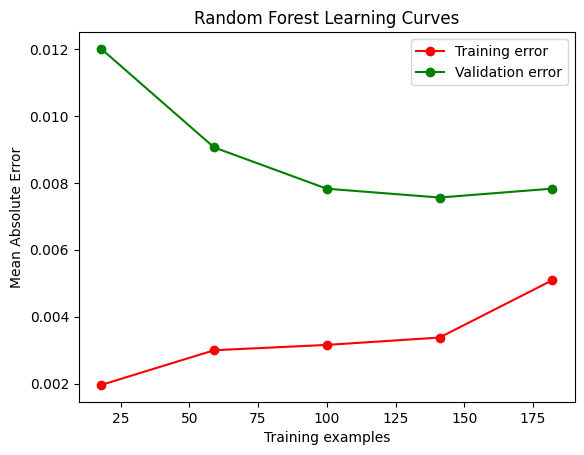 Random Forest Learning Curves
Training error
Validation error
Mean Absolute Error
0.012
0.010
0.008
0.006
0.004
0.002
25
50
75
100
125
150
175
Training examples